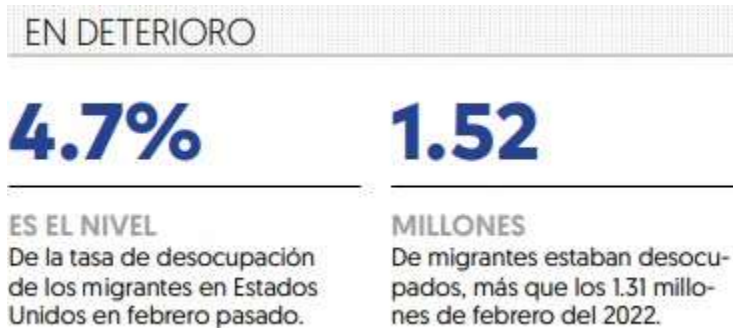 EN DETERIORO
4.7%
ES EL NIVEL
De la tasa de desocupación
de los migrantes en Estados
Unidos en febrero pasado.
1.52
MILLONES
De migrantes estaban desocu-
pados, más que los 1.31 millo-
nes de febrero del 2022.